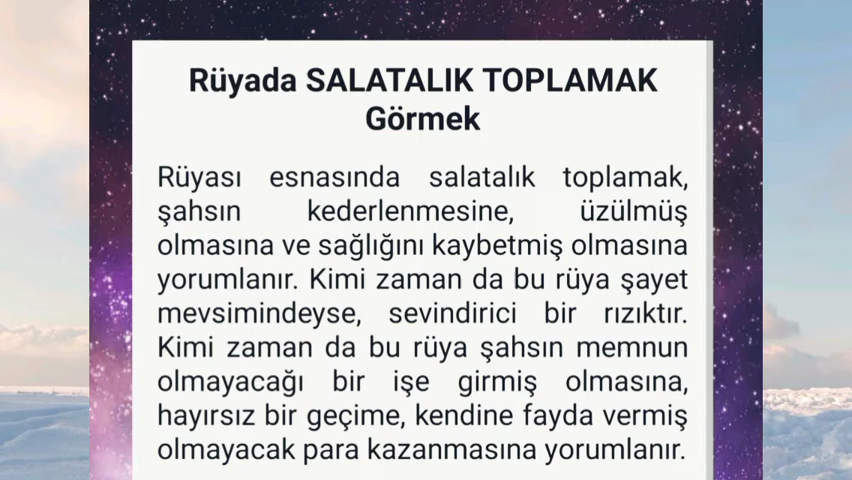 Rüyada SALATALIK TOPLAMAK
Görmek
Rüyası esnasında salatalık toplamak,
şahsın kederlenmesine, üzülmüş
olmasına ve sağlığını kaybetmiş olmasına
yorumlanır. Kimi zaman da bu rüya şayet
mevsimindeyse, sevindirici bir rızıktır.
Kimi zaman da bu rüya şahsın memnun
olmayacağı bir işe girmiş olmasına,
hayırsız bir geçime, kendine fayda vermiş
olmayacak para kazanmasına yorumlanır.